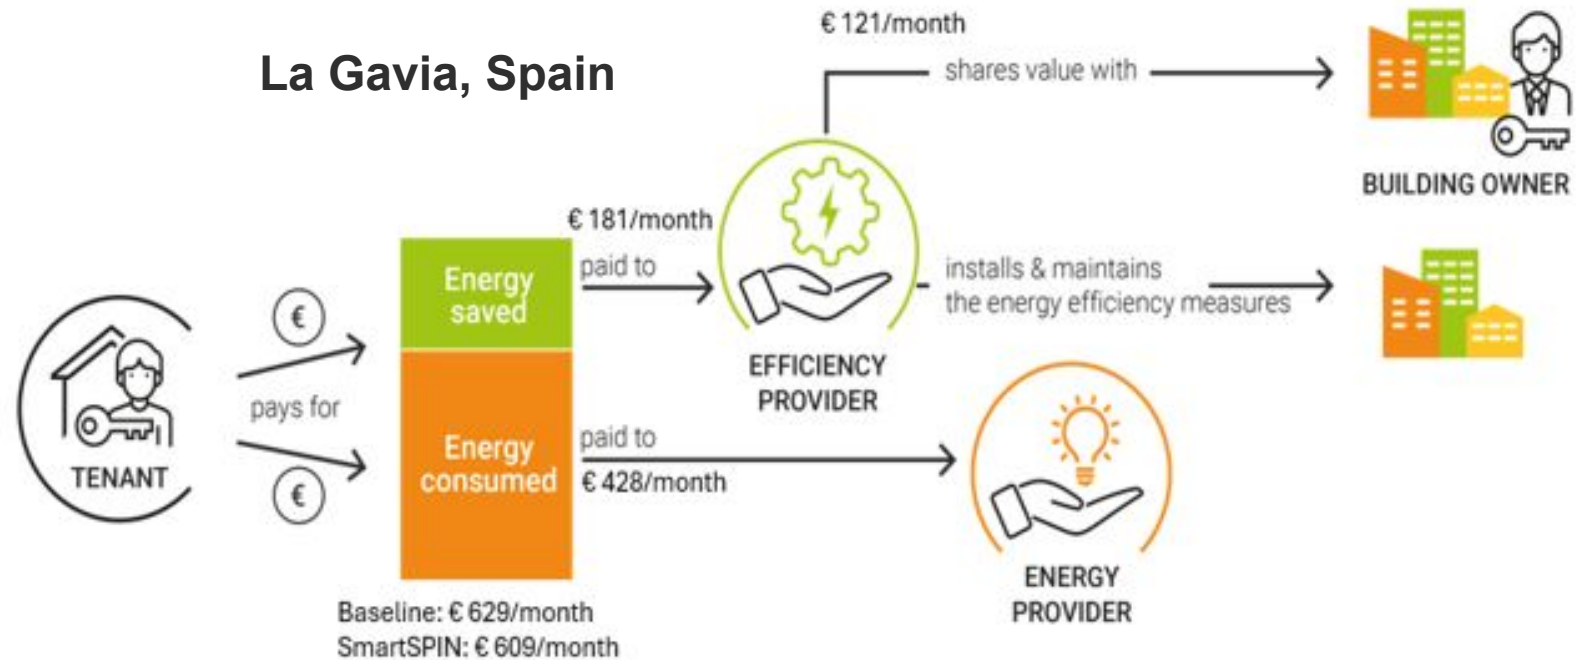 La Gavia, Spain
€ 121/month
shares value with
BUILDING OWNER
€ 181/month
paid to
Energy
saved
installs & maintains
the energy efficiency measures
EFFICIENCY
PROVIDER
€
pays for
€
TENANT
Energy
consumed
paid to
€ 428/month
ENERGY
PROVIDER
Baseline: € 629/month
SmartSPIN: € 609/month